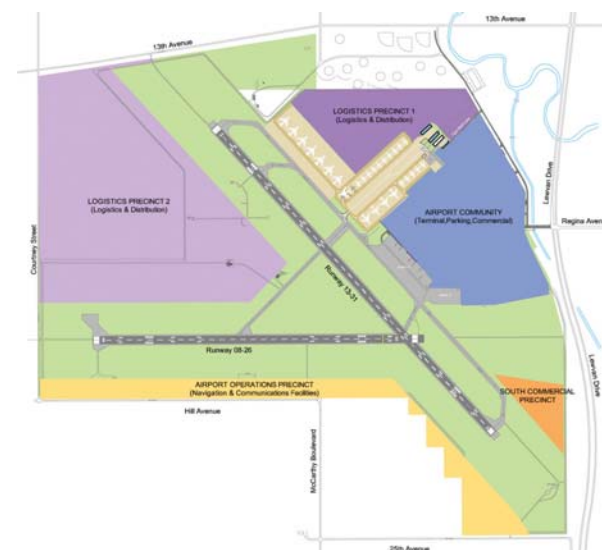 13th Avenue
13th Avenue
LOGISTICS PRECINCT 1
(Logistics & Distribution)
Lewvan Drive
LOGISTICS PRECINCT 2
(Logistics & Distribution)
AIRPORT COMMUNITY
(Terminal,Parking,Commercial)
Regina Aven
Courtney Street
Runway 13-31
Runway 08-26
Lewvan Drive
AIRPORT OPERATIONS PRECINCT
(Navigation & Communications Facilities)
SOUTH COMMERCIAL
PRECINCT
Hill Avenue
McCarthy Boulevard
25th Avenue